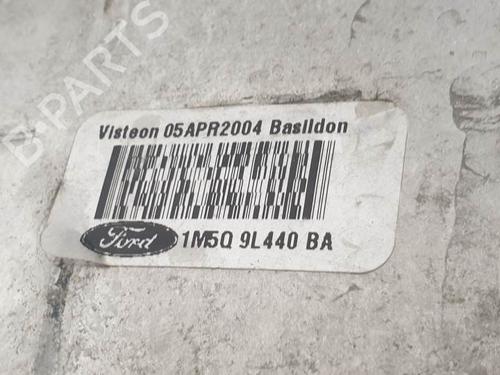 B-PARTS
Visteon 05APR2004 Basildon
Ford 1M5Q 9L440 BA